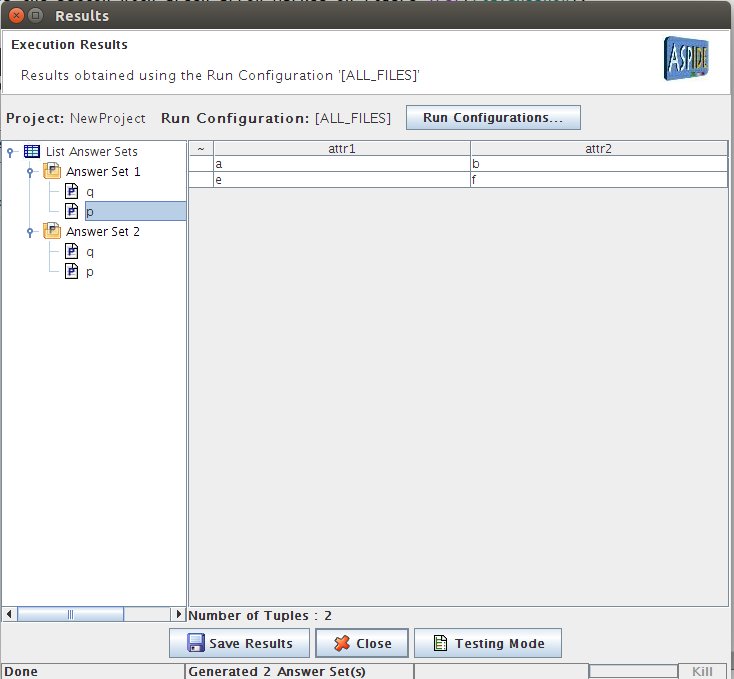 Results
Execution Results
Results obtained using the Run Configuration '[ALL_FILES]'
ASPIDE
Project: NewProject Run Configuration: [ALL_FILES] Run Configurations...
List Answer Sets
Answer Set 1
q
p
Answer Set 2
q
p
~ attr1 attr2
a b
e f
Number of Tuples : 2
Save Results Close Testing Mode
Done Generated 2 Answer Set(s) Kill